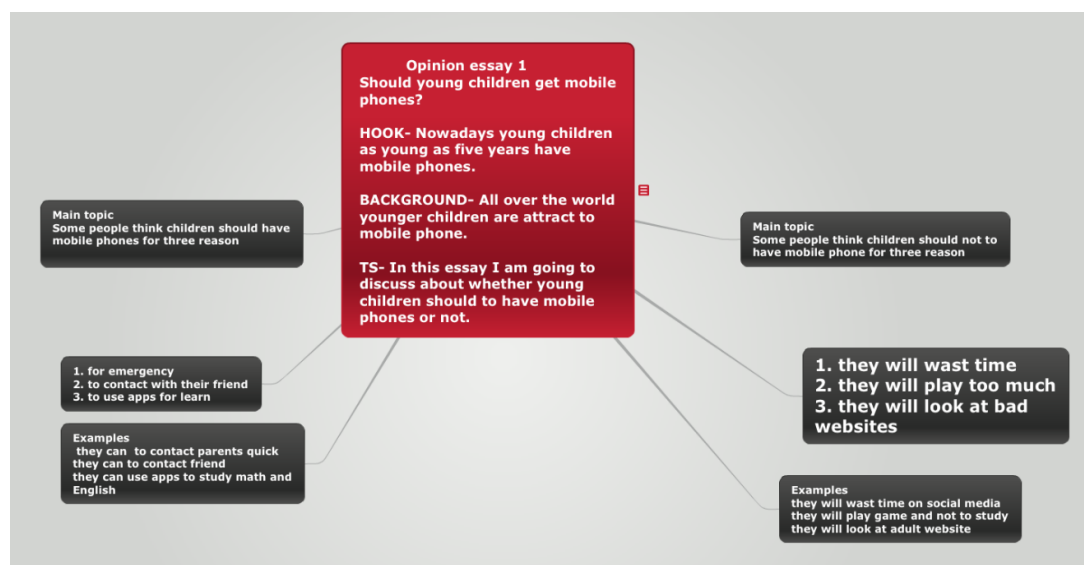 Opinion essay 1
Should young children get mobile
phones?
HOOK- Nowadays young children
as young as five years have
mobile phones.
BACKGROUND- All over the world
younger children are attract to
mobile phone.
TS- In this essay I am going to
discuss about whether young
children should to have mobile
phones or not.
Main topic
Some people think children should have
mobile phones for three reason
1. for emergency
2. to contact with their friend
3. to use apps for learn
Examples
they can  to contact parents quick
they can to contact friend
they can use apps to study math and
English
Main topic
Some people think children should not to
have mobile phone for three reason
1. they will wast time
2. they will play too much
3. they will look at bad
websites
Examples
they will wast time on social media
they will play game and not to study
they will look at adult website